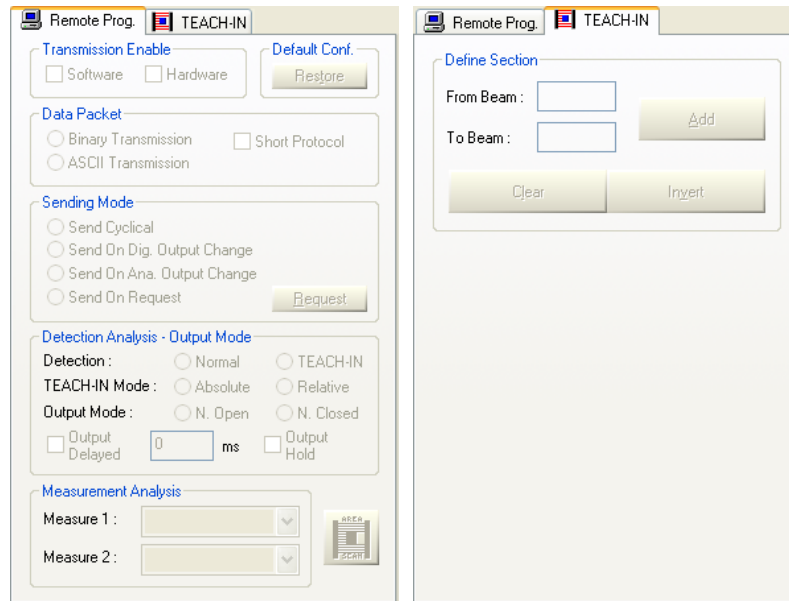 Remote Prog. TEACH-IN
Transmission Enable Default Conf.
Software Hardware Restore
Data Packet
Binary Transmission Short Protocol
ASCII Transmission
Sending Mode
Send Cyclical
Send On Dig. Output Change
Send On Ana. Output Change
Send On Request Request
Detection Analysis - Output Mode
Detection : Normal TEACH-IN
TEACH-IN Mode : Absolute Relative
Output Mode : N. Open N. Closed
Output Delayed 0 ms Output Hold
Measurement Analysis
Measure 1 :
AREA
SCAN
Measure 2 :
Remote Prog. TEACH-IN
Define Section
From Beam :
Add
To Beam :
Clear Invert